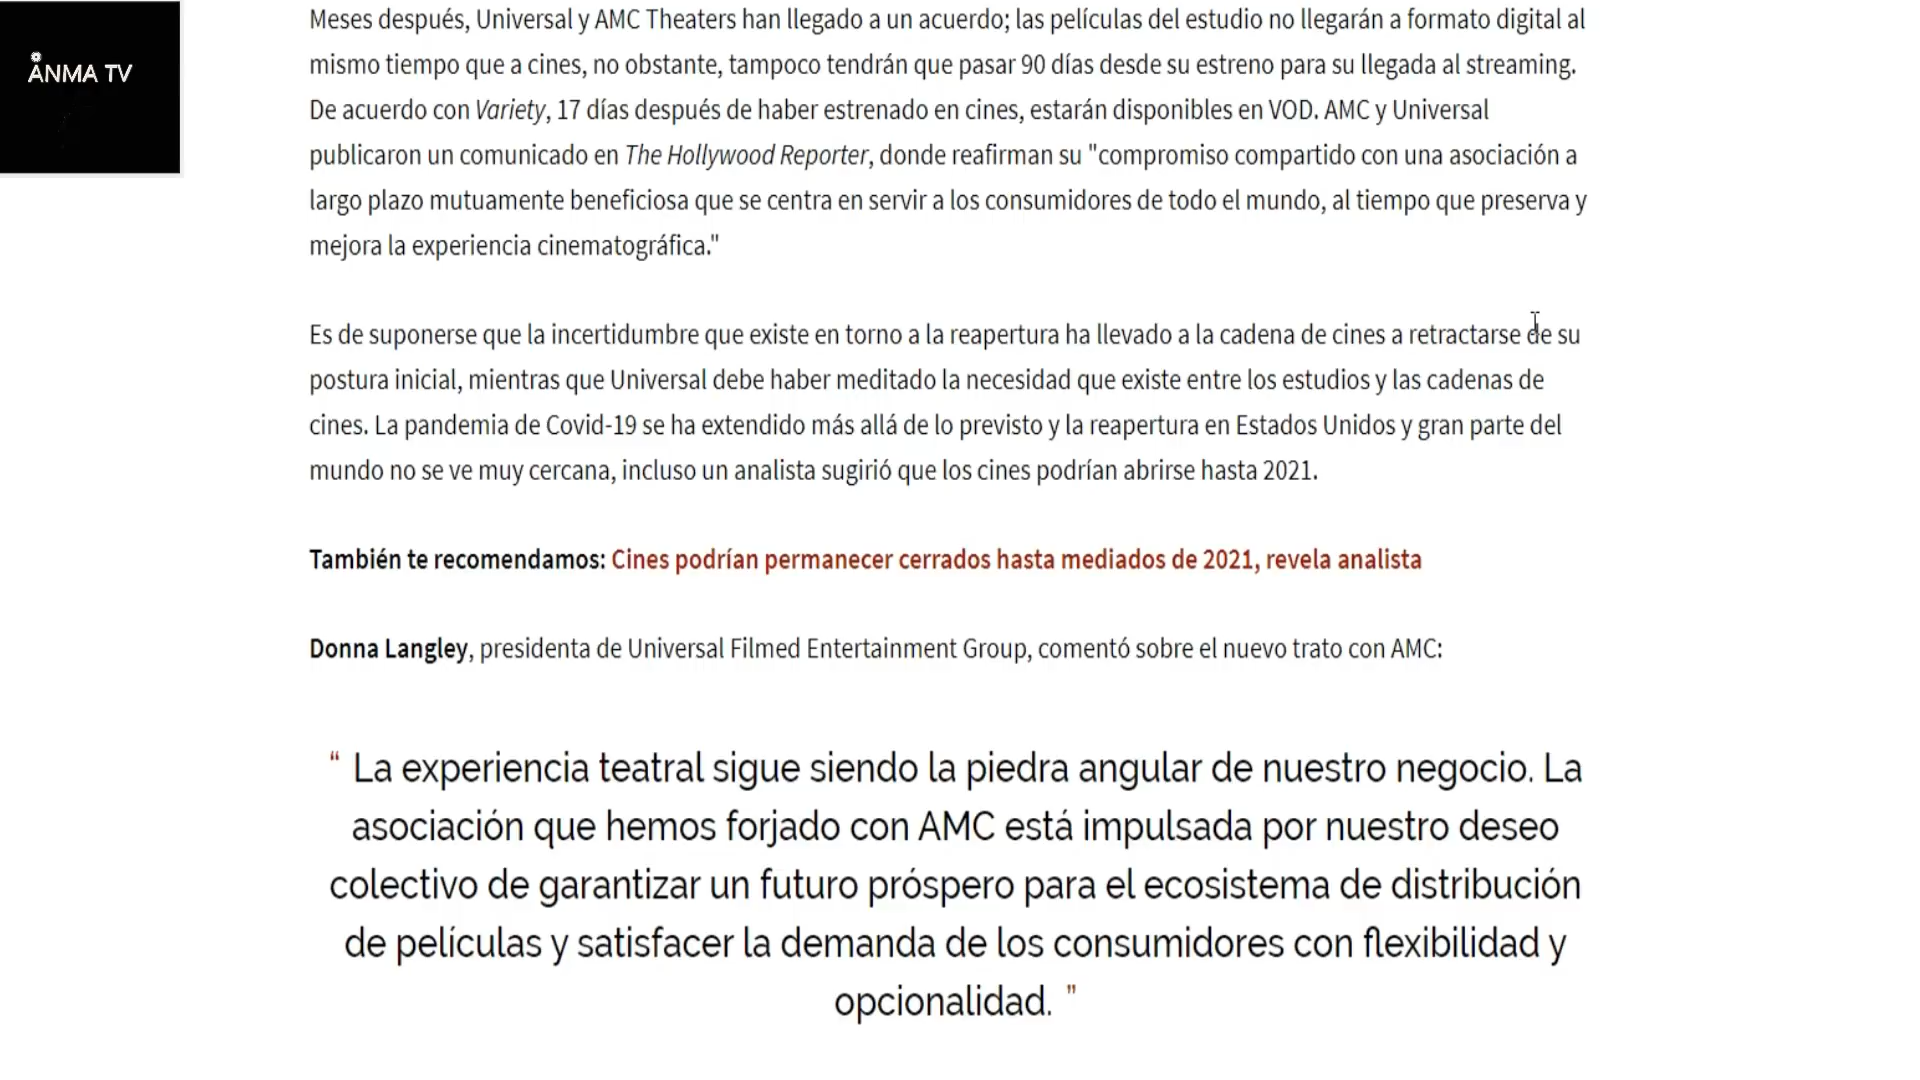 ANMA TV
Meses después, Universal y AMC Theaters han llegado a un acuerdo; las películas del estudio no llegarán a formato digital al
mismo tiempo que a cines, no obstante, tampoco tendrán que pasar 90 días desde su estreno para su llegada al streaming.
De acuerdo con Variety, 17 días después de haber estrenado en cines, estarán disponibles en VOD. AMC y Universal
publicaron un comunicado en The Hollywood Reporter, donde reafirman su "compromiso compartido con una asociación a
largo plazo mutuamente beneficiosa que se centra en servir a los consumidores de todo el mundo, al tiempo que preserva y
mejora la experiencia cinematográfica."
Es de suponerse que la incertidumbre que existe en torno a la reapertura ha llevado a la cadena de cines a retractarse de su
postura inicial, mientras que Universal debe haber meditado la necesidad que existe entre los estudios y las cadenas de
cines. La pandemia de Covid-19 se ha extendido más allá de lo previsto y la reapertura en Estados Unidos y gran parte del
mundo no se ve muy cercana, incluso un analista sugirió que los cines podrían abrirse hasta 2021.
También te recomendamos: Cines podrían permanecer cerrados hasta mediados de 2021, revela analista
Donna Langley, presidenta de Universal Filmed Entertainment Group, comentó sobre el nuevo trato con AMC:
“ La experiencia teatral sigue siendo la piedra angular de nuestro negocio. La
asociación que hemos forjado con AMC está impulsada por nuestro deseo
colectivo de garantizar un futuro próspero para el ecosistema de distribución
de películas y satisfacer la demanda de los consumidores con flexibilidad y
opcionalidad. ”